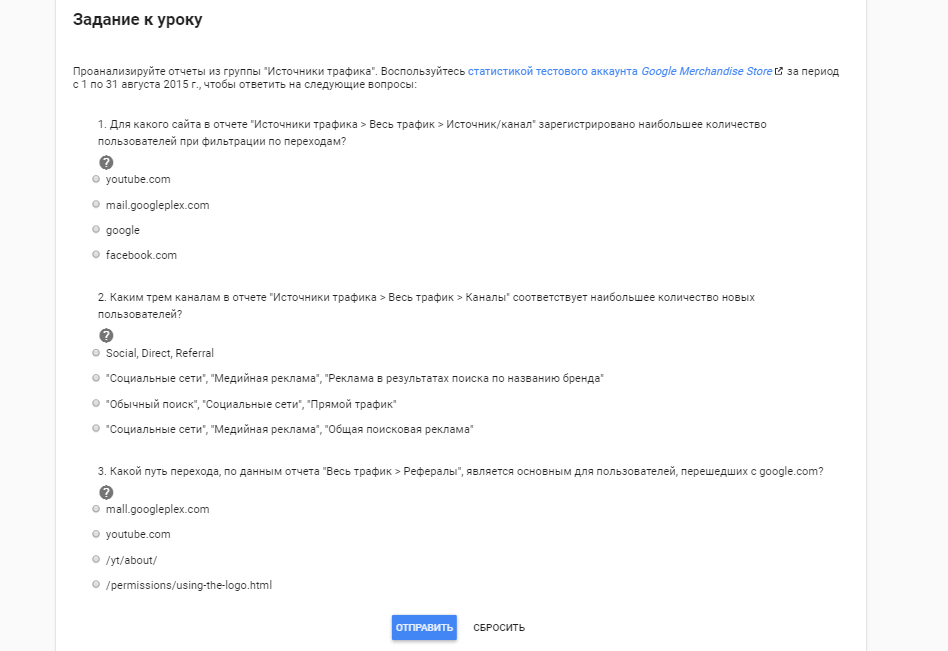 Задание к уроку
Проанализируйте отчеты из группы "Источники трафика". Воспользуйтесь статистикой тестового аккаунта Google Merchandise Store за период
с 1 по 31 августа 2015 г., чтобы ответить на следующие вопросы:
1. Для какого сайта в отчете "Источники трафика > Весь трафик > Источник/канал" зарегистрировано наибольшее количество
пользователей при фильтрации по переходам?
?
youtube.com
mail.googleplex.com
google
facebook.com
2. Каким трем каналам в отчете "Источники трафика > Весь трафик > Каналы" соответствует наибольшее количество новых
пользователей?
?
Social, Direct, Referral
"Социальные сети", "Медийная реклама", "Реклама в результатах поиска по названию бренда"
"Обычный поиск", "Социальные сети", "Прямой трафик"
"Социальные сети", "Медийная реклама", "Общая поисковая реклама"
3. Какой путь перехода, по данным отчета "Весь трафик > Рефералы", является основным для пользователей, перешедших с google.com?
?
mall.googleplex.com
youtube.com
/yt/about/
/permissions/using-the-logo.html
ОТПРАВИТЬ СБРОСИТЬ